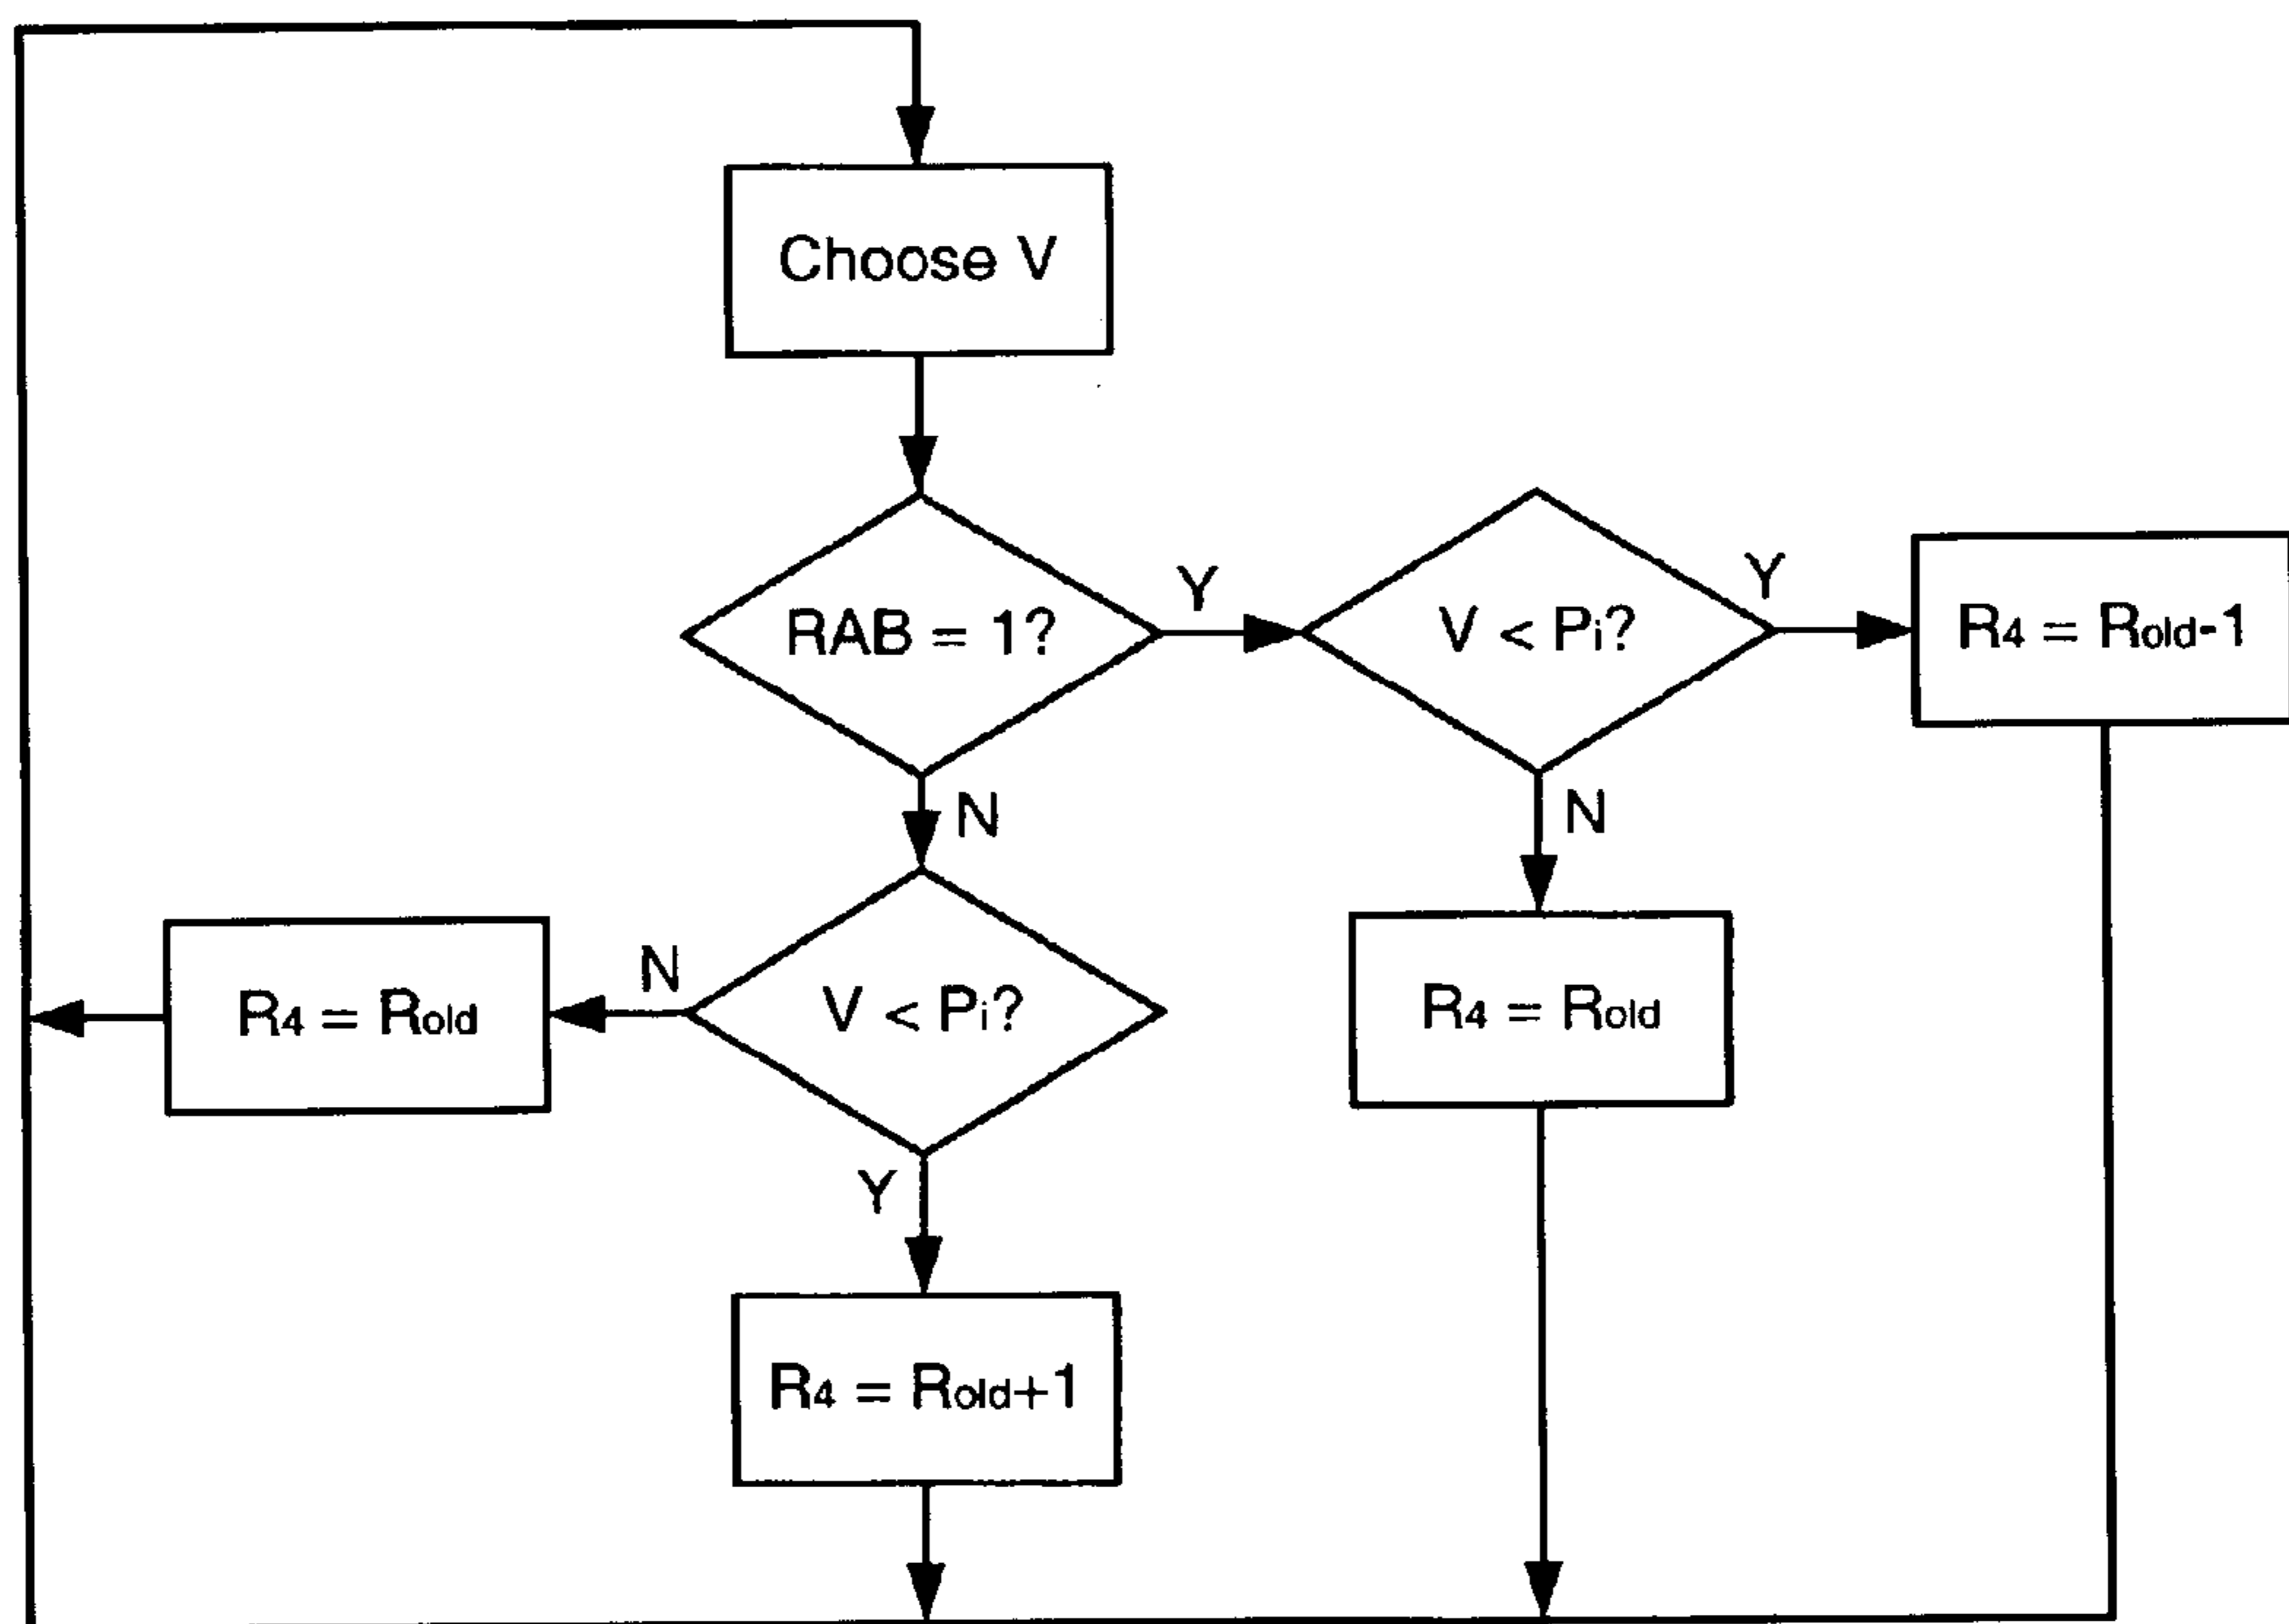 Choose V
RAB = 1?
Y
V < Pi?
Y
R4 = Rold-1
N
N
R4 = Rold
N
V < Pi?
R4 = Rold
Y
R4 = Rold+1